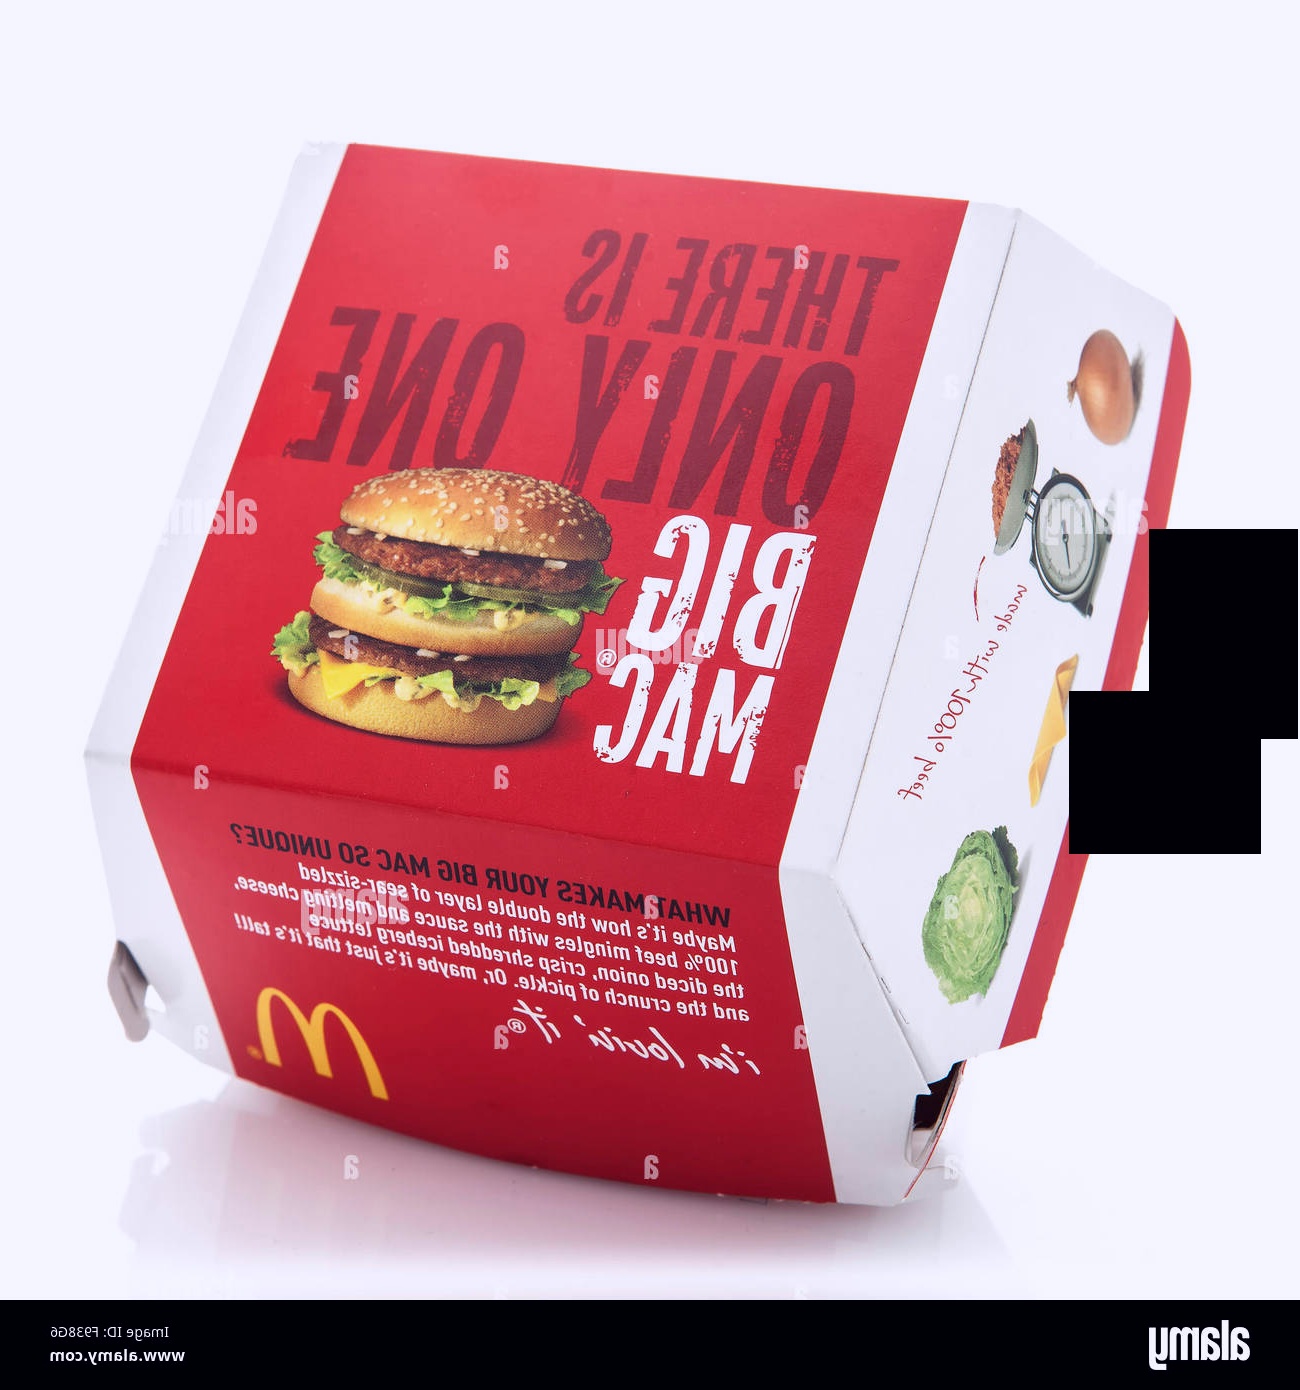 THERE IS
ONLY ONE
BIG
MAC®
made with 100% beef
WHAT MAKES YOUR BIG MAC SO UNIQUE?
Maybe it's how the double layer of sear-sizzled
100% beef mingles with the sauce and melting cheese,
the diced onion, crisp shredded iceberg lettuce
and the crunch of pickle. Or, maybe it's just that it's tall!
i'm lovin' it®
alamy
Image ID: F938G6
www.alamy.com